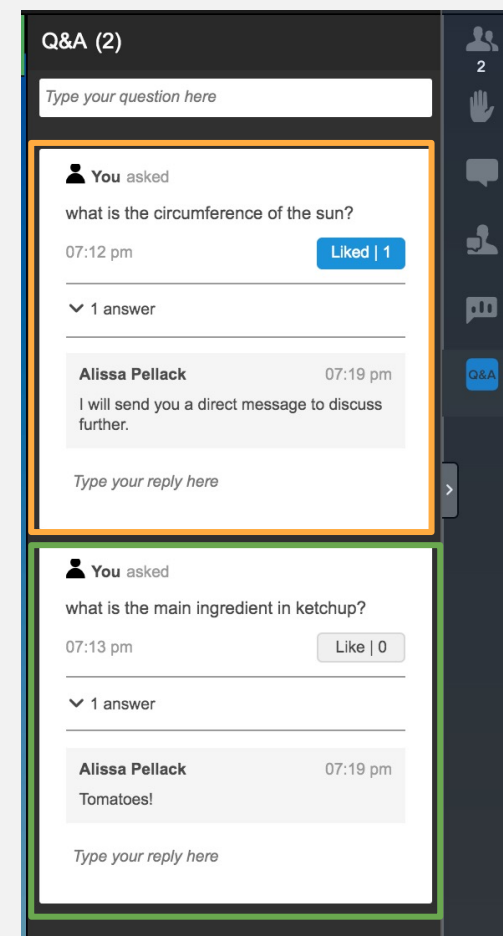 Q&A (2)
2
Type your question here
You asked
what is the circumference of the sun?
07:12 pm
Liked | 1
1 answer
Alissa Pellack
07:19 pm
I will send you a direct message to discuss
further.
Type your reply here
Q&A
You asked
what is the main ingredient in ketchup?
07:13 pm
Like | 0
1 answer
Alissa Pellack
07:19 pm
Tomatoes!
Type your reply here